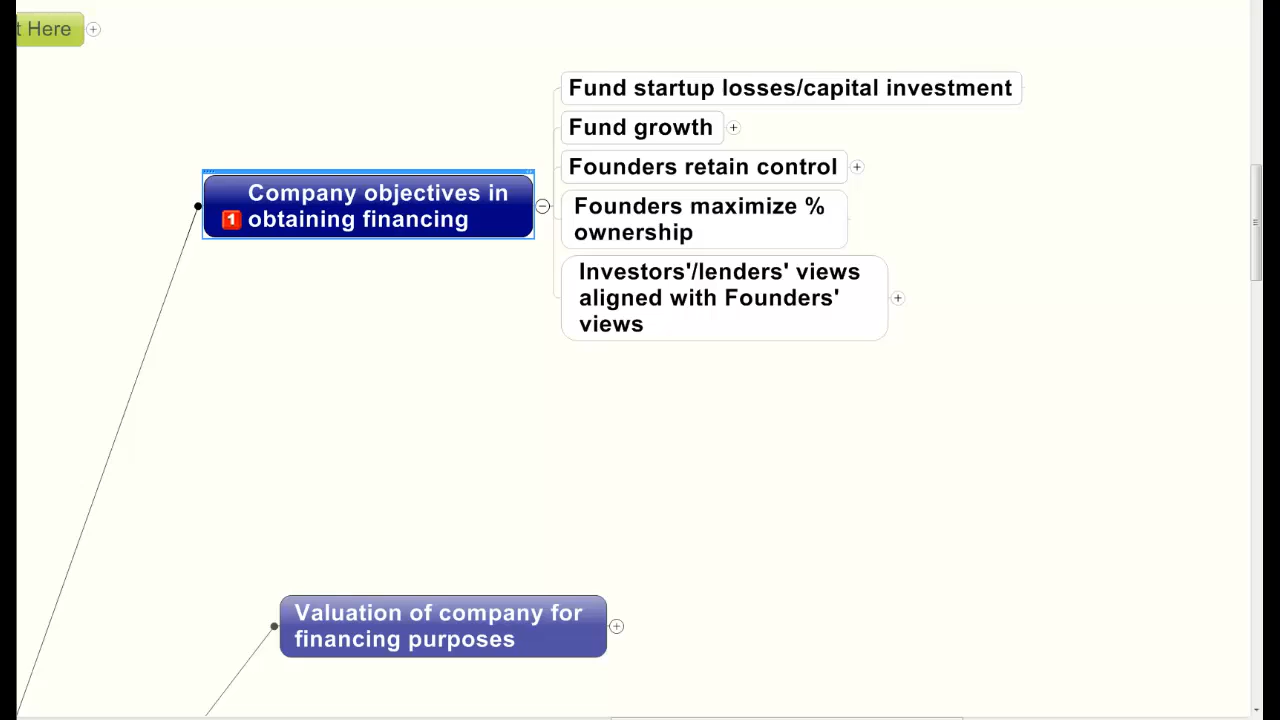 t Here
Fund startup losses/capital investment
Fund growth
Founders retain control
Company objectives in
1 obtaining financing
Founders maximize %
ownership
Investors'/lenders' views
aligned with Founders'
views
Valuation of company for
financing purposes